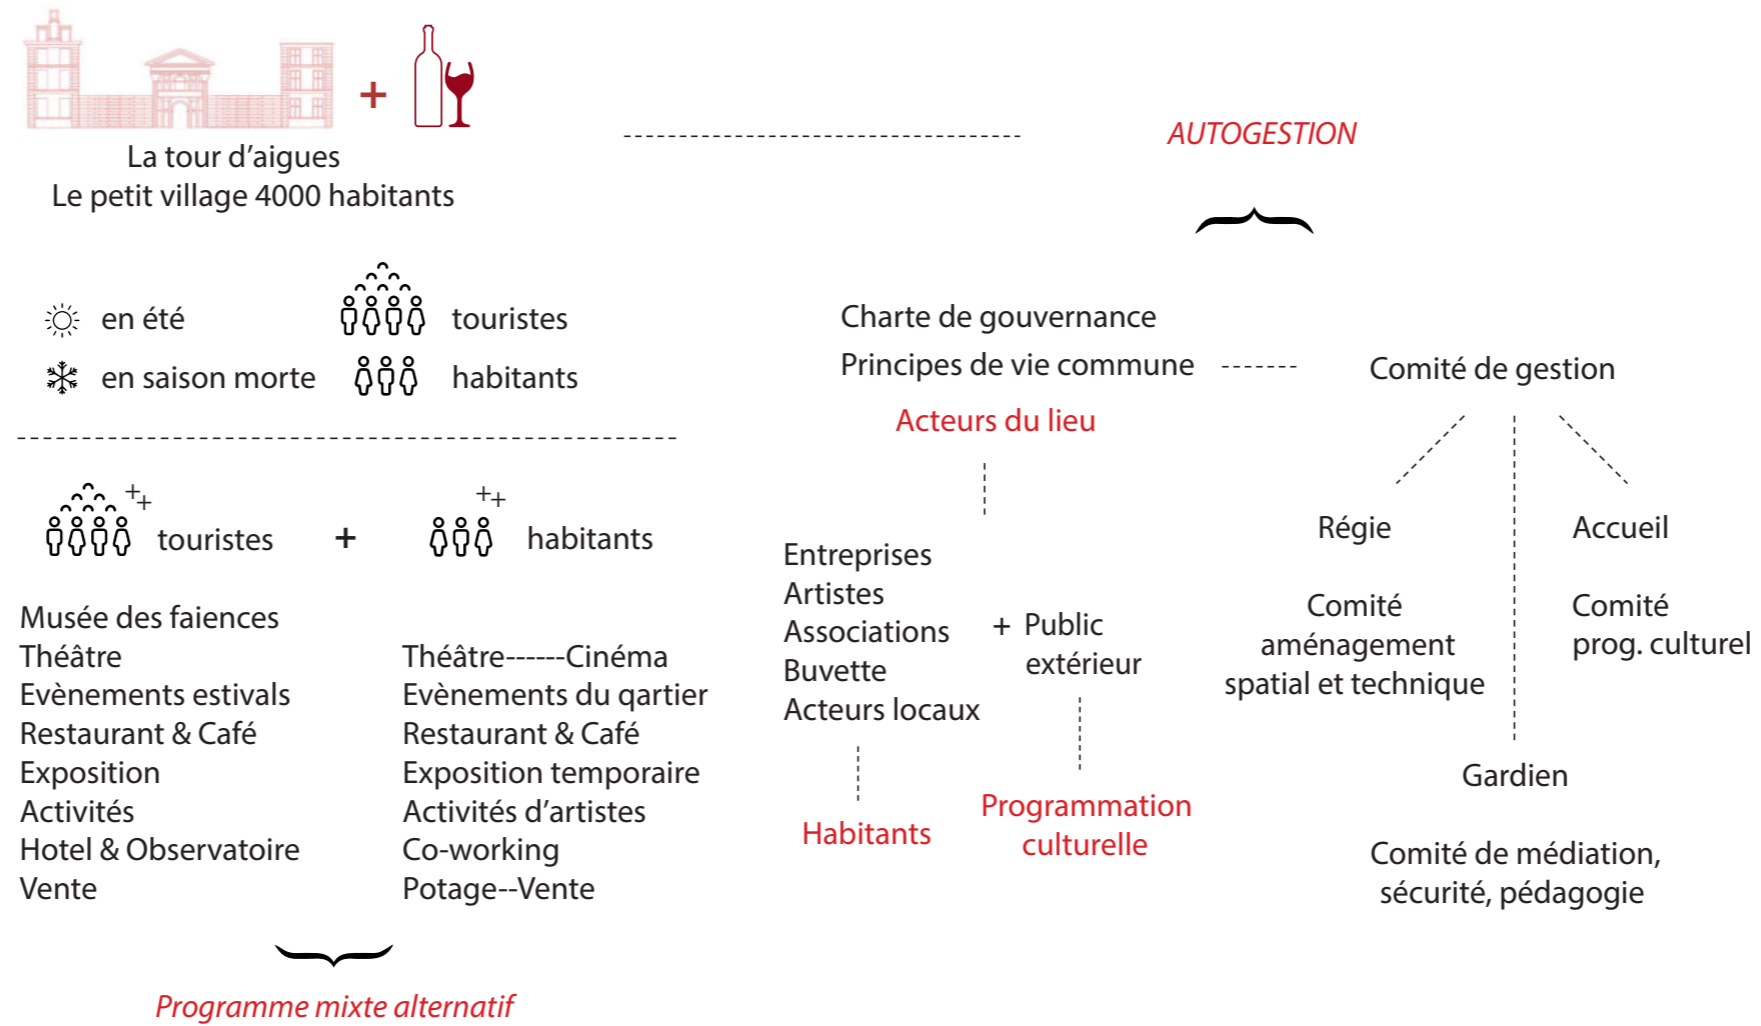 La tour d'aigues
Le petit village 4000 habitants
+
AUTOGESTION
en été
touristes
en saison morte
habitants
++
touristes
+
++
habitants
Musée des faiences
Théâtre
Evènements estivals
Restaurant & Café
Exposition
Activités
Hotel & Observatoire
Vente
Théâtre------Cinéma
Evènements du qartier
Restaurant & Café
Exposition temporaire
Activités d'artistes
Co-working
Potage--Vente
Programme mixte alternatif
Charte de gouvernance
Principes de vie commune
Acteurs du lieu
Entreprises
Artistes
Associations
Buvette
Acteurs locaux
+ Public
extérieur
Habitants
Programmation
culturelle
Comité de gestion
Régie
Comité
aménagement
spatial et technique
Accueil
Comité
prog. culturel
Gardien
Comité de médiation,
sécurité, pédagogie